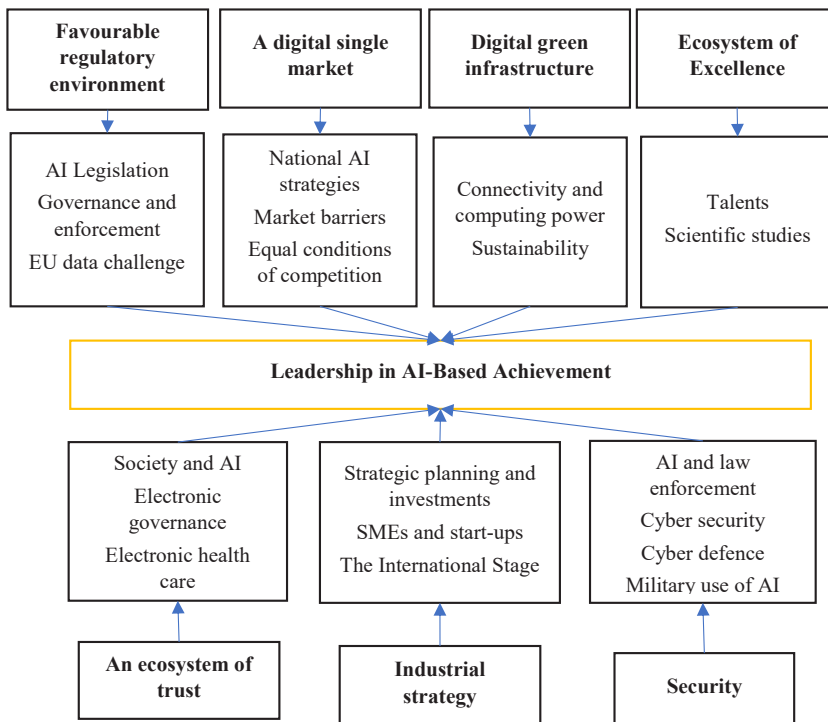 Favourable
regulatory
environment
A digital single
market
Digital green
infrastructure
Ecosystem of
Excellence
AI Legislation
Governance and
enforcement
EU data challenge
National AI
strategies
Market barriers
Equal conditions
of competition
Connectivity and
computing power
Sustainability
Talents
Scientific studies
Leadership in AI-Based Achievement
Society and AI
Electronic
governance
Electronic health
care
Strategic planning and
investments
SMEs and start-ups
The International Stage
AI and law
enforcement
Cyber security
Cyber defence
Military use of AI
An ecosystem of
trust
Industrial
strategy
Security